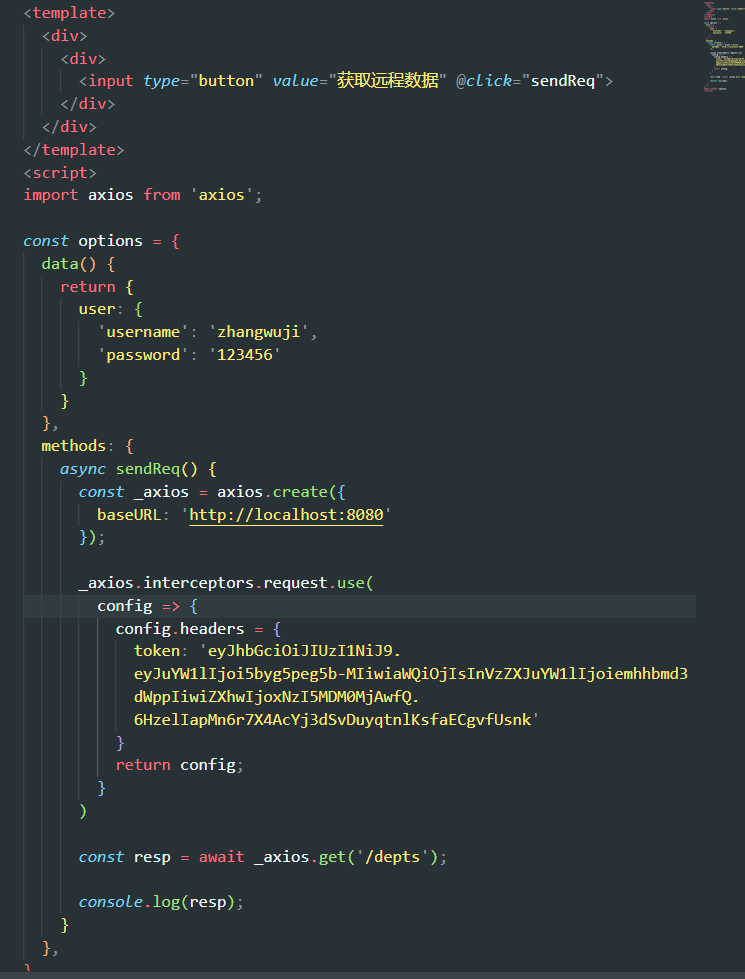 <template>
  <div>
    <div>
      <input type="button" value="获取远程数据" @click="sendReq">
    </div>
  </div>
</template>
<script>
import axios from 'axios';

const options = {
  data() {
    return {
      user: {
        'username': 'zhangwuji',
        'password': '123456'
      }
    }
  },
  methods: {
    async sendReq() {
      const _axios = axios.create({
        baseURL: 'http://localhost:8080'
      });

      _axios.interceptors.request.use(
        config => {
          config.headers = {
            token: 'eyJhbGciOiJIUzI1NiJ9.
            eyJuYW1lIjoi5byg5peg5b-MIiwiaWQiOjIsInVzZXJuYW1lIjoiemhhbmd3
            dWppIiwiZXhwIjoxNzI5MDM0MjAwfQ.
            6HzelIapMn6r7X4AcYj3dSvDuyqtnlKsfaECgvfUsnk'
          }
          return config;
        }
      )

      const resp = await _axios.get('/depts');

      console.log(resp);
    }
  },